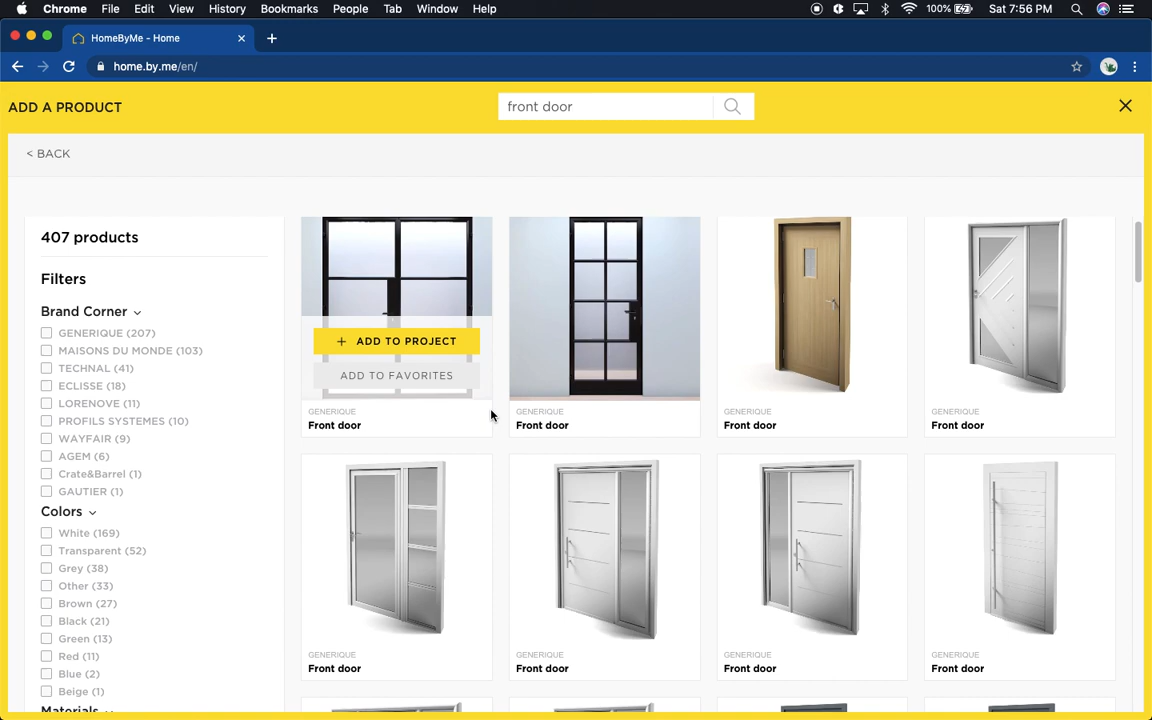 Chrome File Edit View History Bookmarks People Tab Window Help 100% Sat 7:56 PM
HomeByMe - Home
home.by.me/en/
ADD A PRODUCT
front door
< BACK
407 products
Filters
Brand Corner
GENERIQUE (207)
MAISONS DU MONDE (103)
TECHNAL (41)
ECLISSE (18)
LORENOVE (11)
PROFILS SYSTEMES (10)
WAYFAIR (9)
AGEM (6)
Crate&Barrel (1)
GAUTIER (1)
Colors
White (169)
Transparent (52)
Grey (38)
Other (33)
Brown (27)
Black (21)
Green (13)
Red (11)
Blue (2)
Beige (1)
Materials
+ ADD TO PROJECT
ADD TO FAVORITES
GENERIQUE
Front door
GENERIQUE
Front door
GENERIQUE
Front door
GENERIQUE
Front door
GENERIQUE
Front door
GENERIQUE
Front door
GENERIQUE
Front door
GENERIQUE
Front door